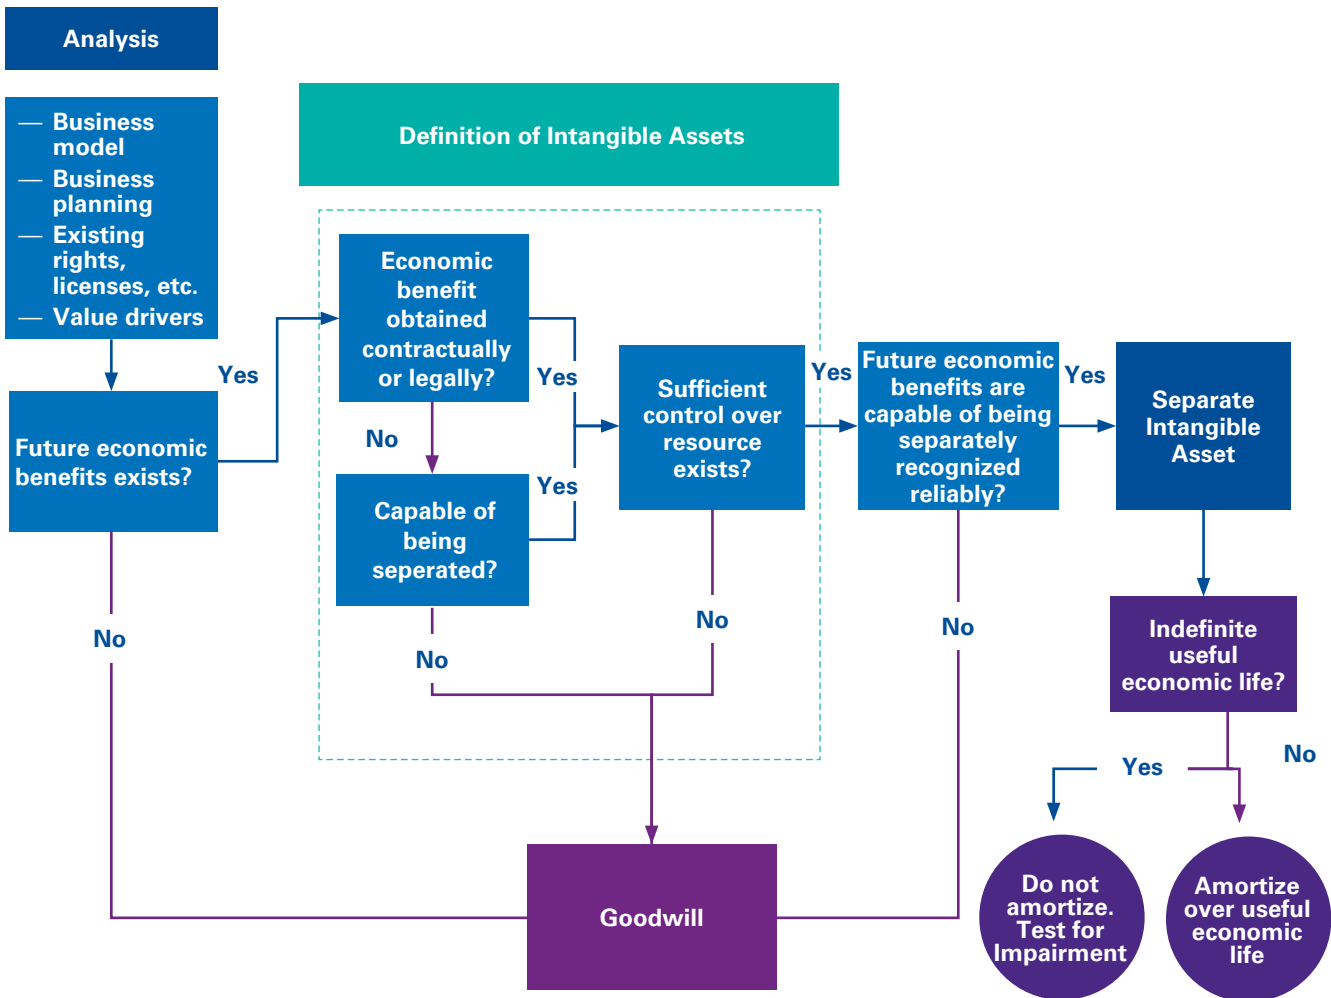 Analysis
— Business
model
— Business
planning
— Existing
rights,
licenses, etc.
— Value drivers
Definition of Intangible Assets
Future economic
benefits exists?
Yes
No
Economic
benefit
obtained
contractually
or legally?
Yes
No
Capable of
being
seperated?
Yes
No
Sufficient
control over
resource
exists?
Yes
No
Future economic
benefits are
capable of being
separately
recognized
reliably?
Yes
No
Separate
Intangible
Asset
Indefinite
useful
economic life?
Yes
No
Do not
amortize.
Test for
Impairment
Amortize
over useful
economic
life
Goodwill